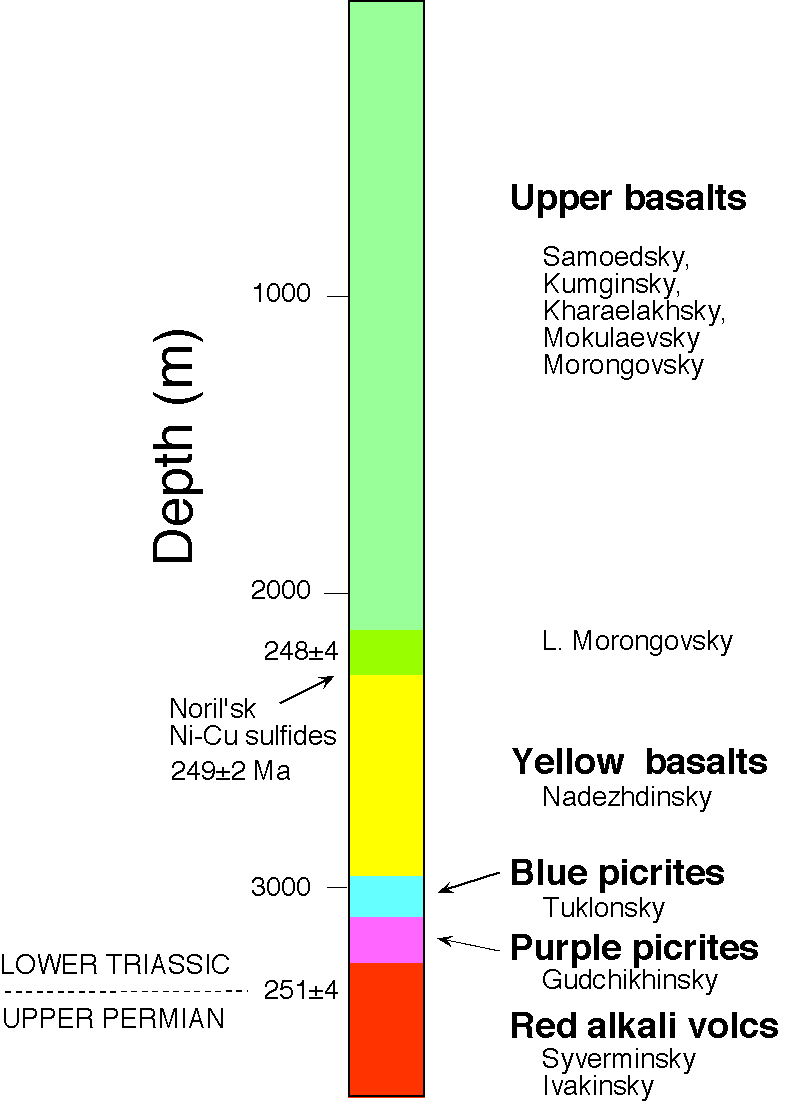 Upper basalts
Samoedsky,
Kumginsky,
Kharaelakhsky,
Mokulaevsky
Morongovsky
1000
Depth (m)
2000
L. Morongovsky
248±4
Noril'sk
Ni-Cu sulfides
249±2 Ma
Yellow basalts
Nadezhdinsky
Blue picrites
3000
Tuklonsky
Purple picrites
LOWER TRIASSIC
Gudchikhinsky
251±4
UPPER PERMIAN
Red alkali volcs
Syverminsky
Ivakinsky